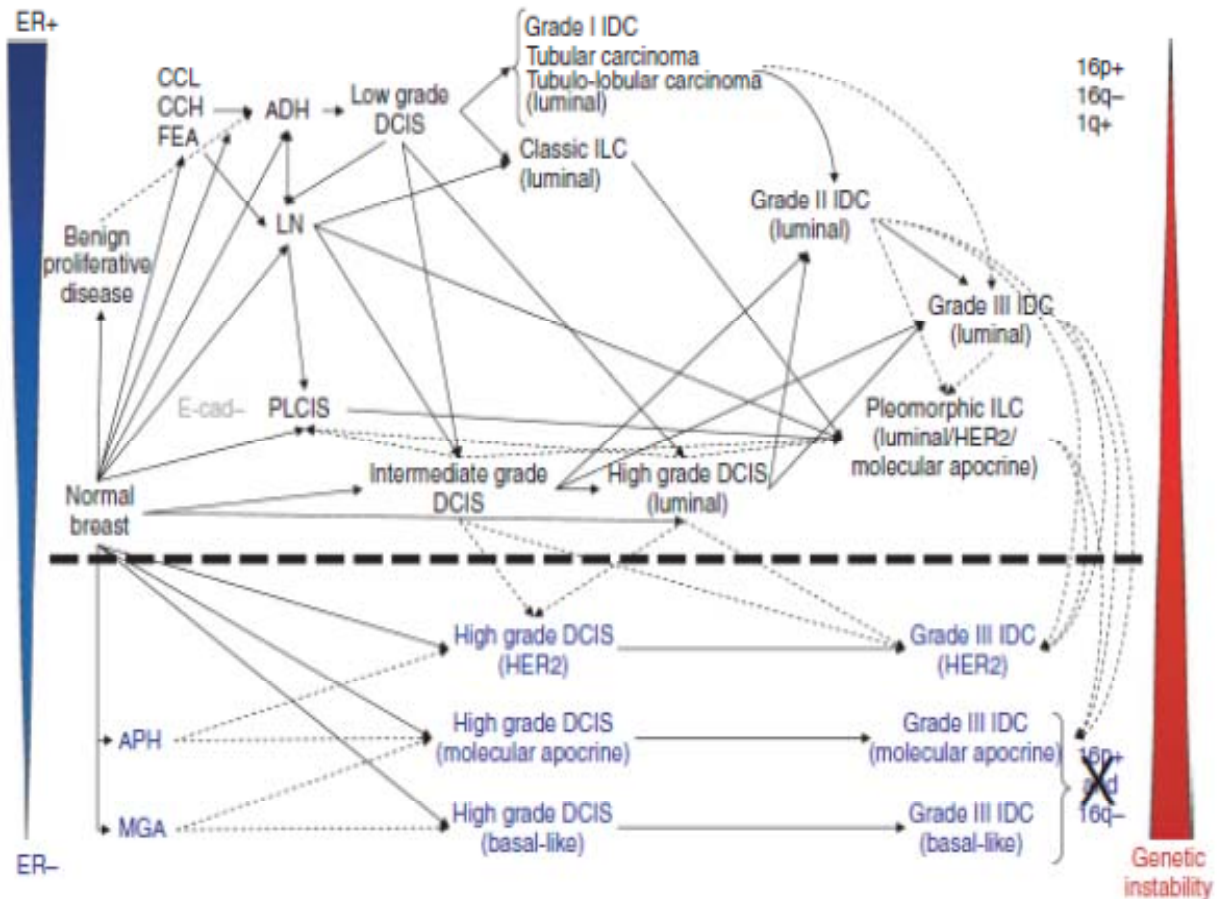 ER+
CCL
CCH
FEA
ADH
Low grade
DCIS
Grade I IDC
Tubular carcinoma
Tubulo-lobular carcinoma
(luminal)
16p+
16q–
1q+
Classic ILC
(luminal)
Grade II IDC
(luminal)
LN
Benign
proliferative
disease
Grade III IDC
(luminal)
E-cad–
PLCIS
Pleomorphic ILC
(luminal/HER2/
molecular apocrine)
Normal
breast
Intermediate grade
DCIS
High grade DCIS
(luminal)
High grade DCIS
(HER2)
Grade III IDC
(HER2)
APH
High grade DCIS
(molecular apocrine)
Grade III IDC
(molecular apocrine)
16p+
and
16q–
MGA
High grade DCIS
(basal-like)
Grade III IDC
(basal-like)
ER–
Genetic
instability